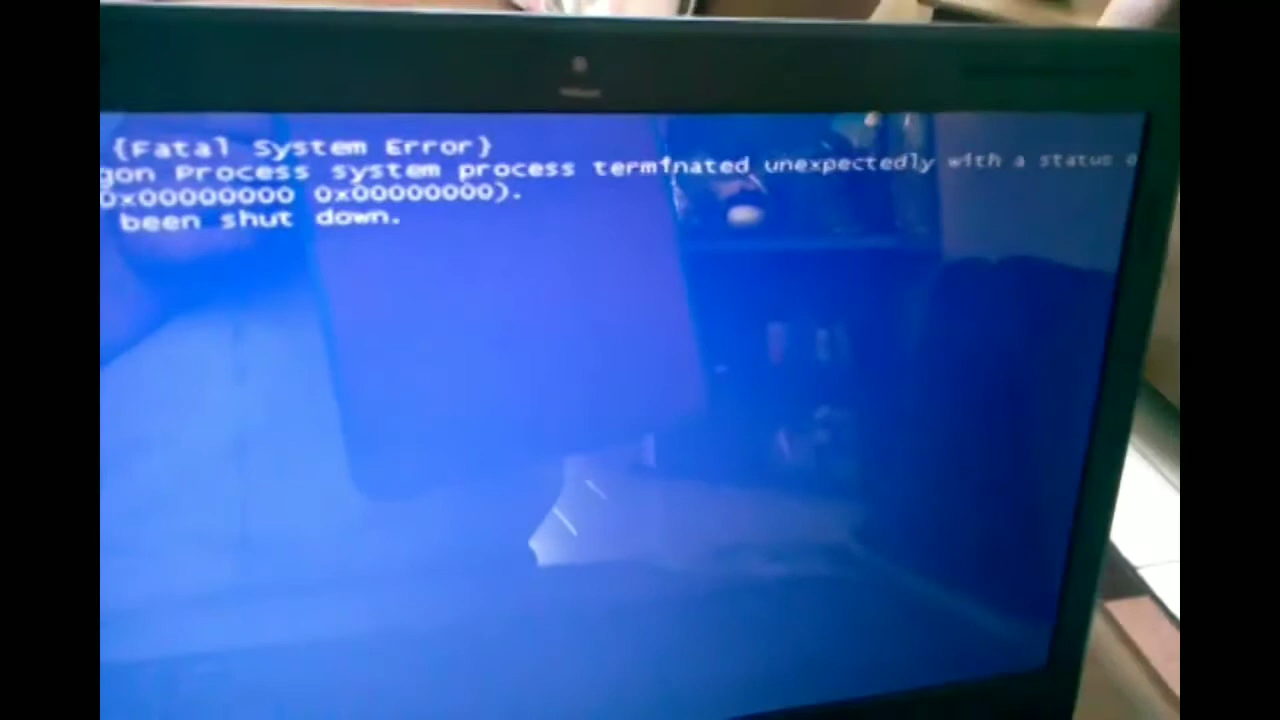 {Fatal System Error}
gon Process system process terminated unexpectedly with a status o
0x00000000 0x00000000).
been shut down.